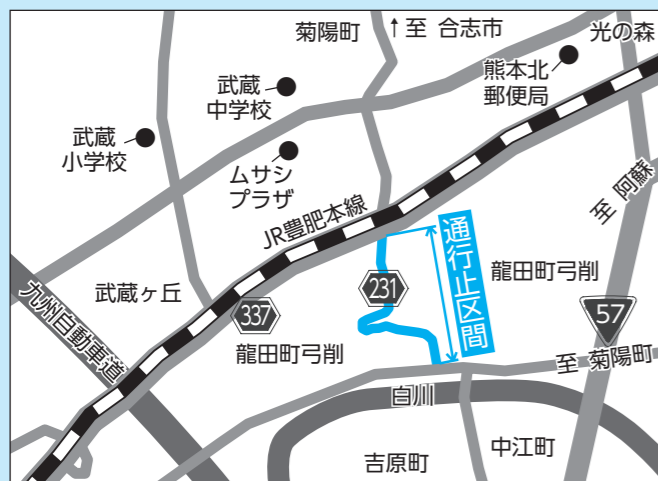 菊陽町
↑至 合志市
光の森
武蔵
中学校
熊本北
郵便局
武蔵
小学校
ムサシ
プラザ
至 阿蘇
JR豊肥本線
通行止区間
龍田町弓削
武蔵ヶ丘
九州自動車道
231
337
57
龍田町弓削
至 菊陽町
白川
中江町
吉原町